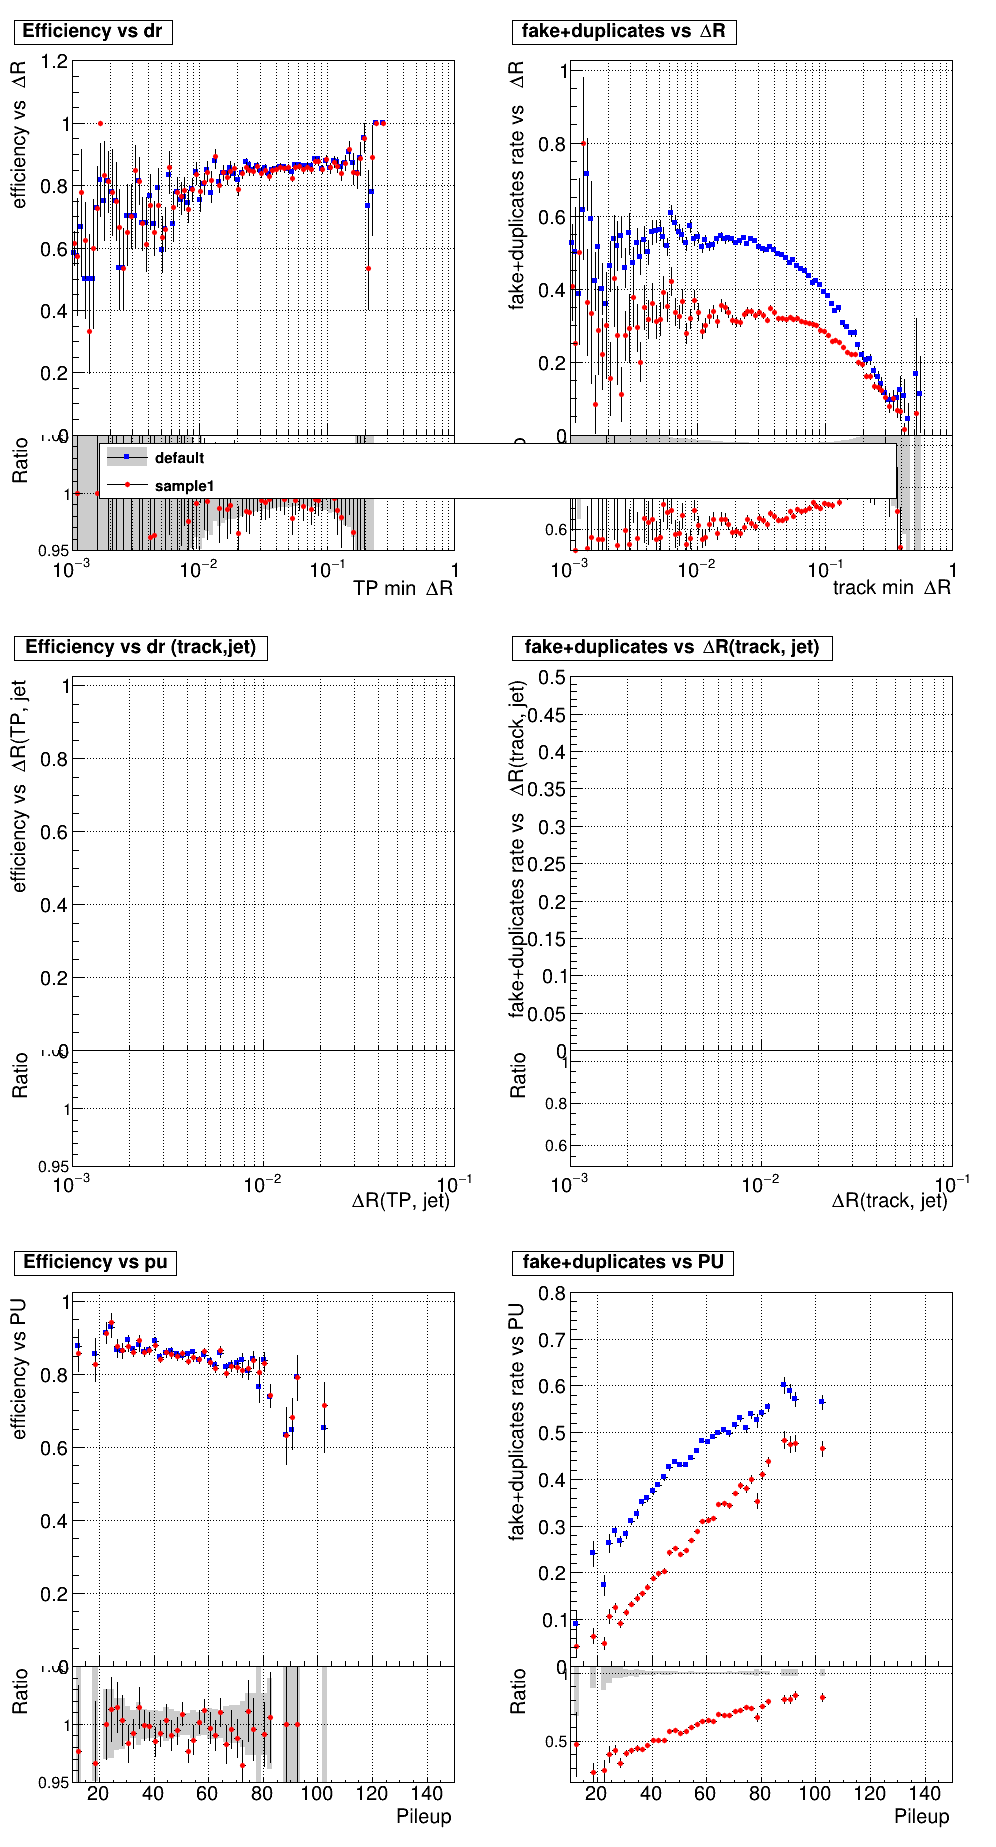 Efficiency vs dr
efficiency vs ΔR
1.2
1
0.8
0.6
0.4
0.2
0
Ratio
1
0.95
10⁻³ 10⁻² 10⁻¹ 1
TP min ΔR
fake+duplicates vs ΔR
fake+duplicates rate vs ΔR
1
0.8
0.6
0.4
0.2
0.6
10⁻³ 10⁻² 10⁻¹ 1
track min ΔR
default
sample1
Efficiency vs dr (track,jet)
efficiency vs ΔR(TP, jet
1
0.8
0.6
0.4
0.2
0
Ratio
1
0.95
10⁻³ 10⁻² 10⁻¹
ΔR(TP, jet)
fake+duplicates vs ΔR(track, jet)
fake+duplicates rate vs ΔR(track, jet)
0.5
0.45
0.4
0.35
0.3
0.25
0.2
0.15
0.1
0.05
0
Ratio
1
0.8
0.6
10⁻³ 10⁻² 10⁻¹
ΔR(track, jet)
Efficiency vs pu
efficiency vs PU
1
0.8
0.6
0.4
0.2
0
Ratio
1
0.95
20 40 60 80 100 120 140
Pileup
fake+duplicates vs PU
fake+duplicates rate vs PU
0.8
0.7
0.6
0.5
0.4
0.3
0.2
0.1
0
Ratio
1
0.5
20 40 60 80 100 120 140
Pileup